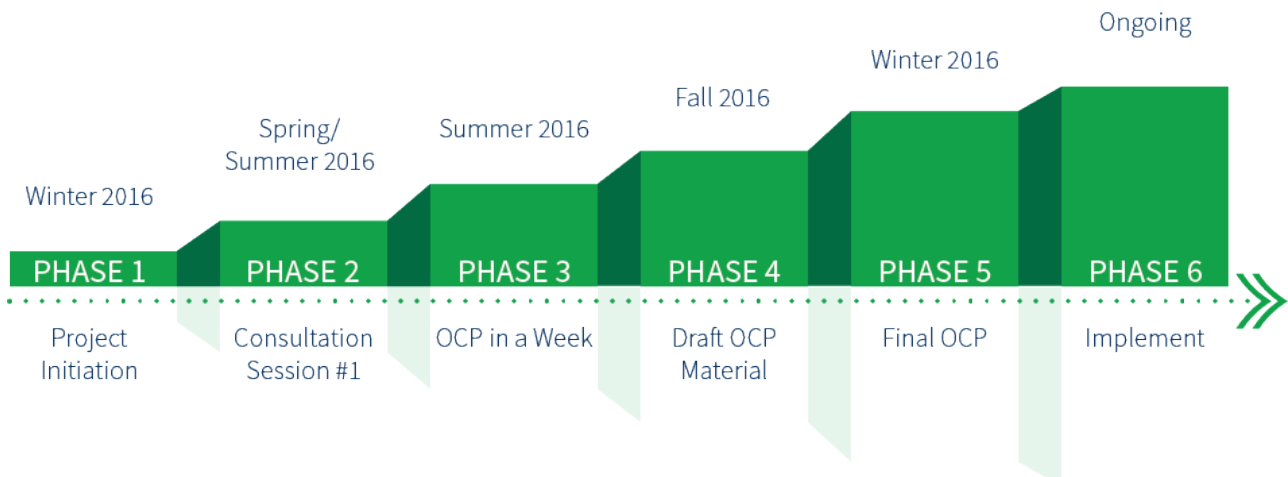 Ongoing
Winter 2016
Fall 2016
Spring/
Summer 2016
Summer 2016
Winter 2016
PHASE 1
PHASE 2
PHASE 3
PHASE 4
PHASE 5
PHASE 6
Project
Initiation
Consultation
Session #1
OCP in a Week
Draft OCP
Material
Final OCP
Implement